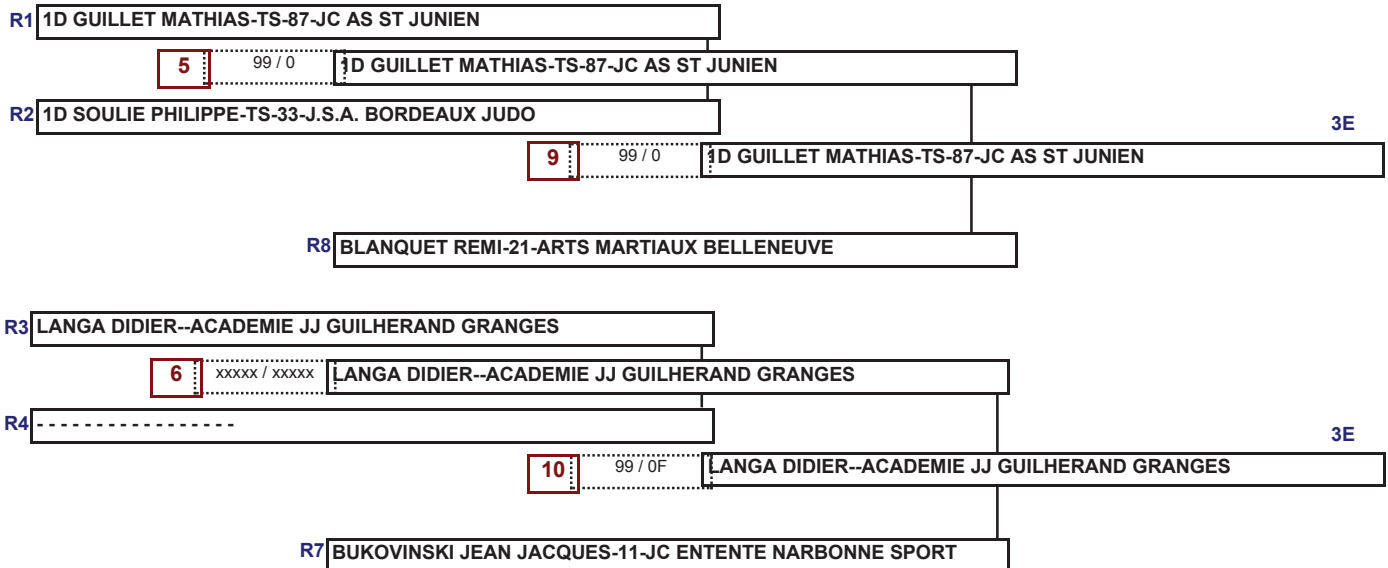 R1 1D GUILLET MATHIAS-TS-87-JC AS ST JUNIEN
5 99 / 0 1D GUILLET MATHIAS-TS-87-JC AS ST JUNIEN
R2 1D SOULIE PHILIPPE-TS-33-J.S.A. BORDEAUX JUDO
3E
9 99 / 0 1D GUILLET MATHIAS-TS-87-JC AS ST JUNIEN
R8 BLANQUET REMI-21-ARTS MARTIAUX BELLENEUVE
R3 LANGA DIDIER--ACADEMIE JJ GUILHERAND GRANGES
6 xxxxx / xxxxx LANGA DIDIER--ACADEMIE JJ GUILHERAND GRANGES
R4 - - - - - - - - - - - - - - - - -
3E
10 99 / 0F LANGA DIDIER--ACADEMIE JJ GUILHERAND GRANGES
R7 BUKOVINSKI JEAN JACQUES-11-JC ENTENTE NARBONNE SPORT